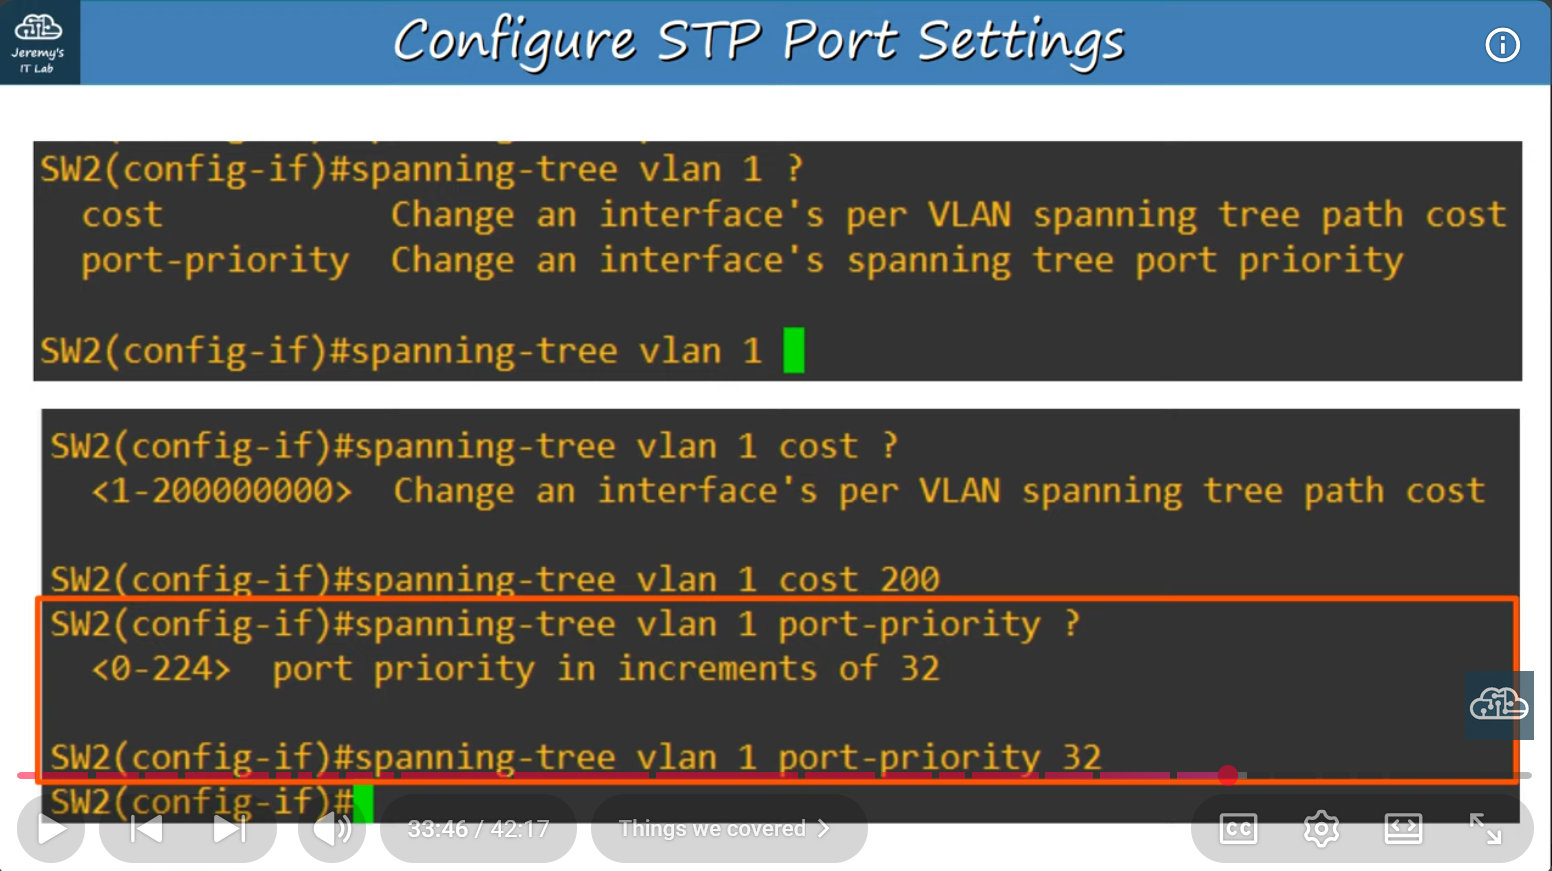 Jeremy's
IT Lab
Configure STP Port Settings
SW2(config-if)#spanning-tree vlan 1 ?
cost Change an interface's per VLAN spanning tree path cost
port-priority Change an interface's spanning tree port priority
SW2(config-if)#spanning-tree vlan 1
SW2(config-if)#spanning-tree vlan 1 cost ?
<1-200000000> Change an interface's per VLAN spanning tree path cost
SW2(config-if)#spanning-tree vlan 1 cost 200
SW2(config-if)#spanning-tree vlan 1 port-priority ?
<0-224> port priority in increments of 32
SW2(config-if)#spanning-tree vlan 1 port-priority 32
SW2(config-if)#
33:46 / 42:17
Things we covered
CC